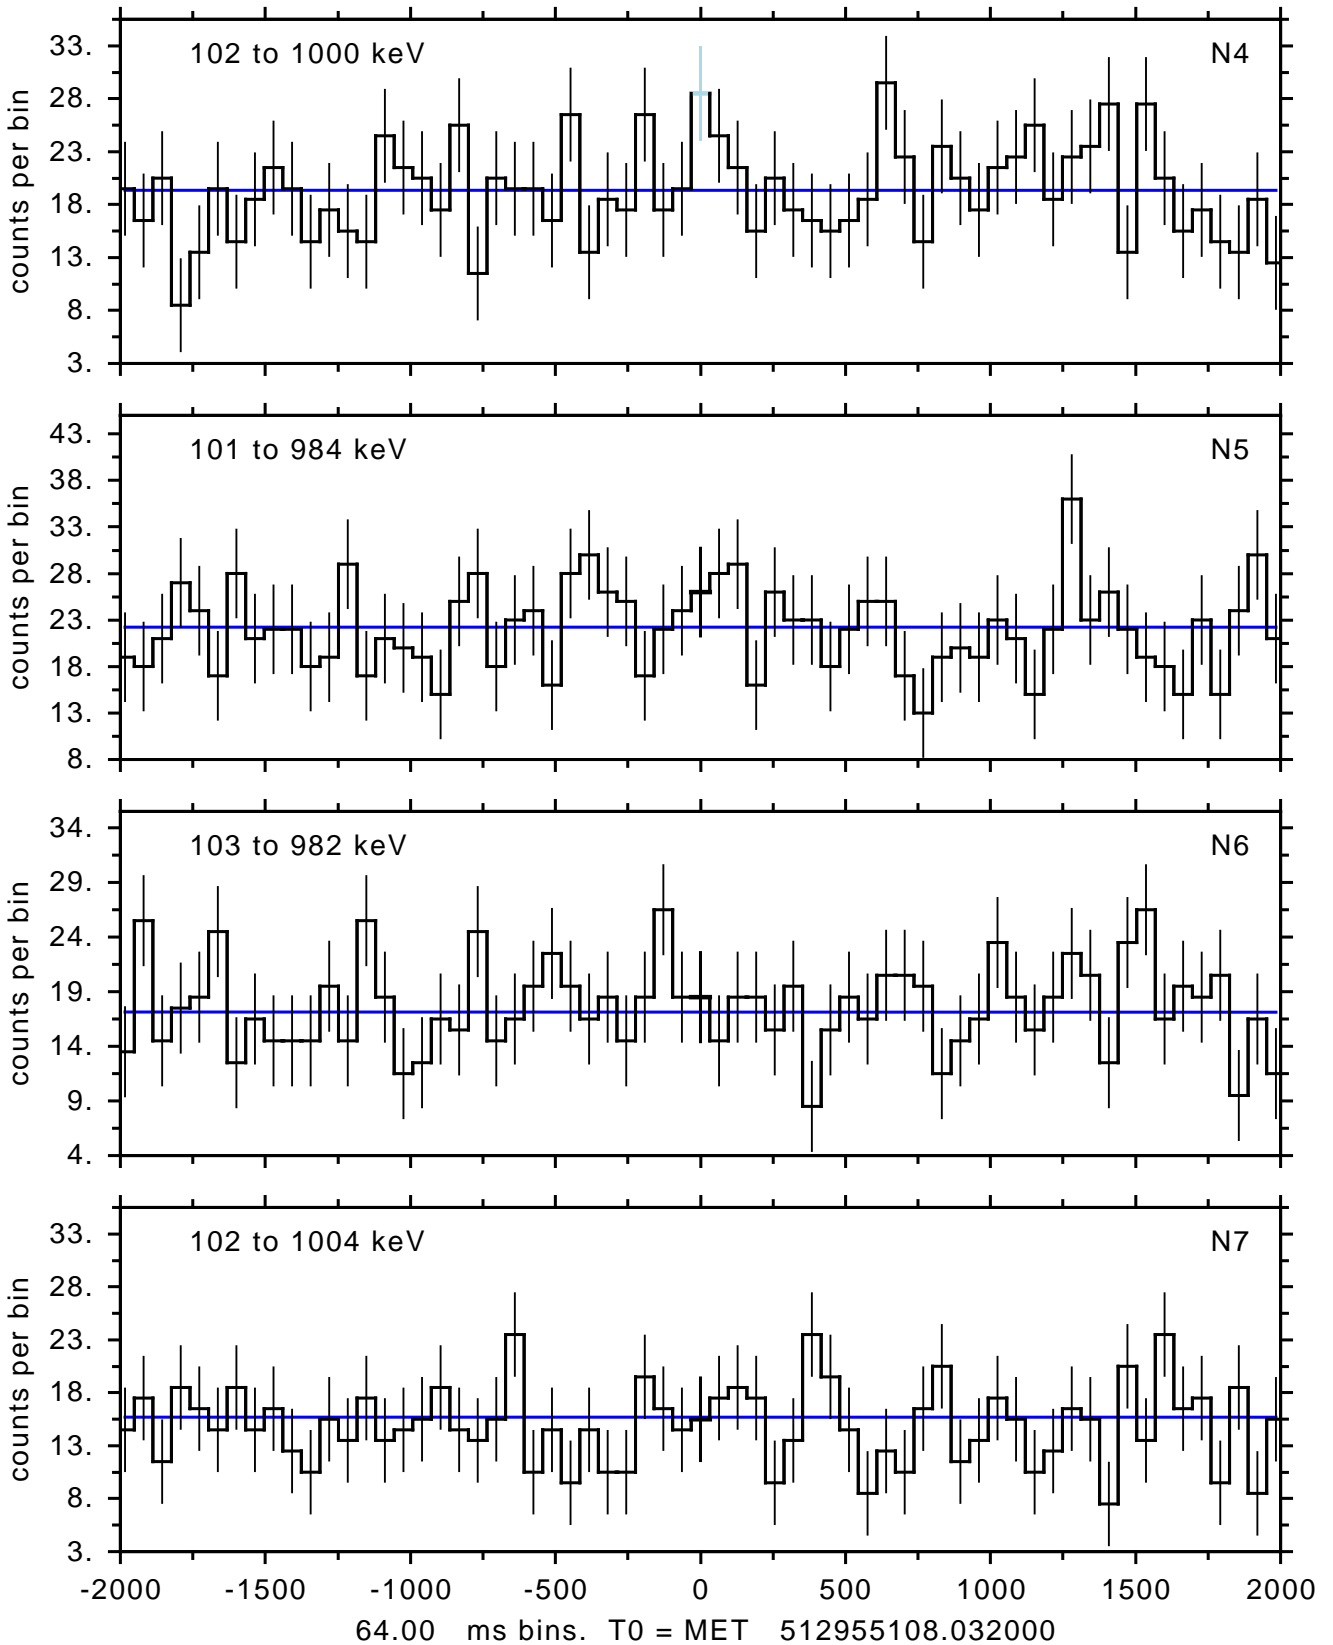 102 to 1000 keV N4
33.
28.
23.
18.
13.
8.
3.
counts per bin
101 to 984 keV N5
43.
38.
33.
28.
23.
18.
13.
8.
counts per bin
103 to 982 keV N6
34.
29.
24.
19.
14.
9.
4.
counts per bin
102 to 1004 keV N7
33.
28.
23.
18.
13.
8.
3.
counts per bin
-2000 -1500 -1000 -500 0 500 1000 1500 2000
64.00 ms bins. T0 = MET 512955108.032000